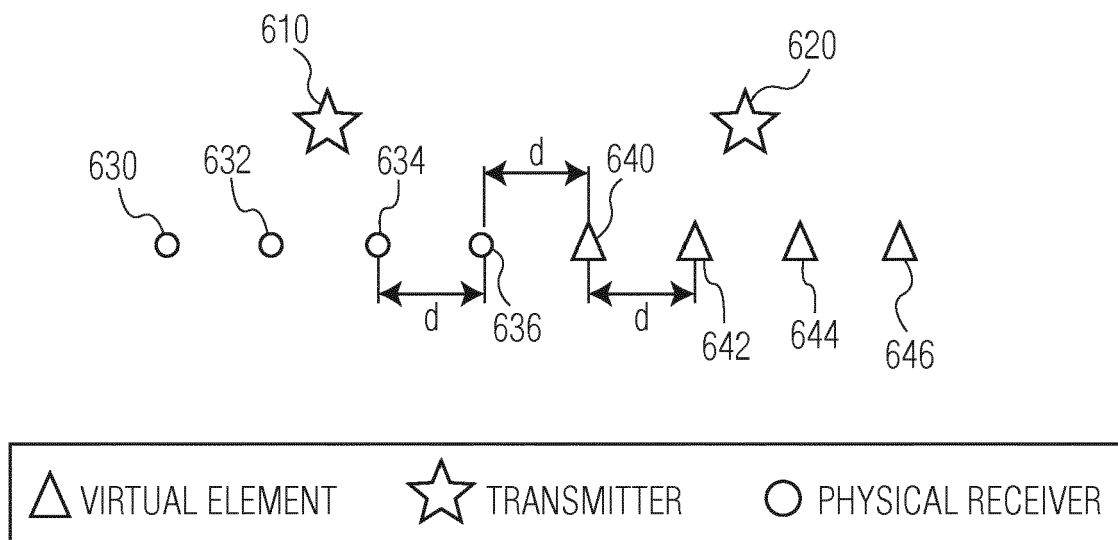 610
620
630
632
634
d
640
d
636
d
642
644
646
VIRTUAL ELEMENT
TRANSMITTER
PHYSICAL RECEIVER